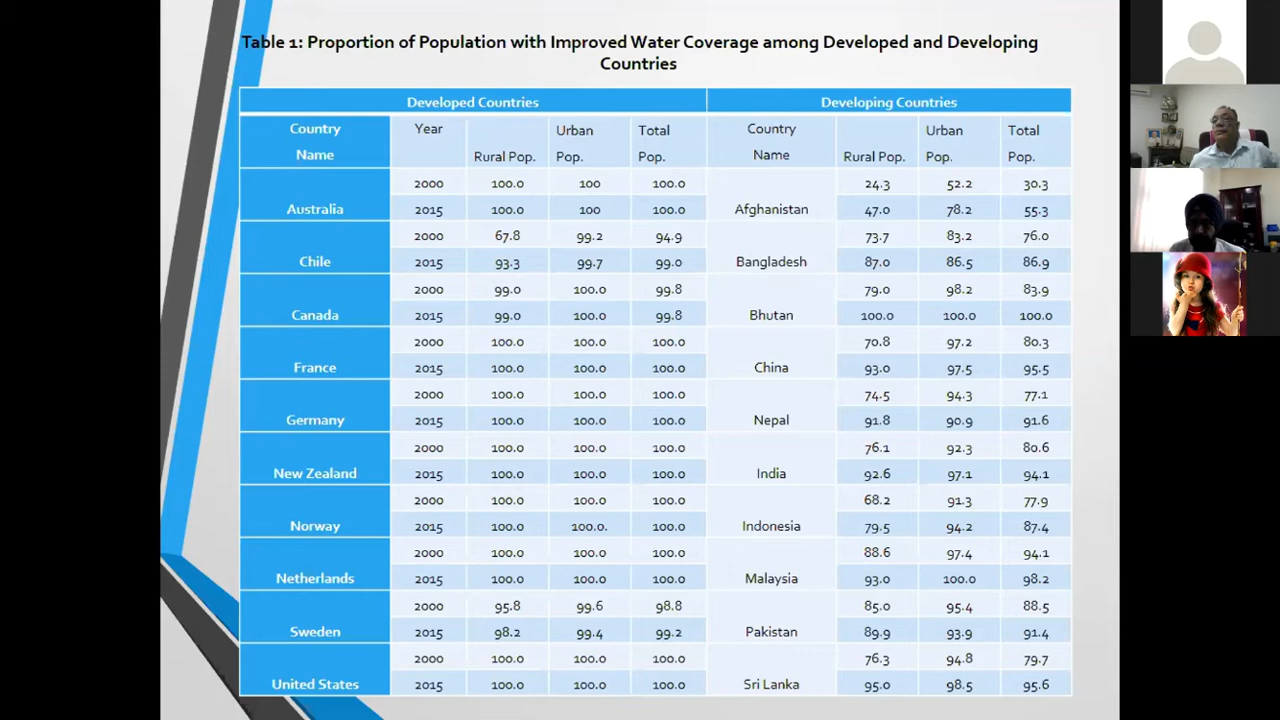 Table 1: Proportion of Population with Improved Water Coverage among Developed and Developing
Countries
Developed Countries Developing Countries
Country Name Year Rural Pop. Urban Pop. Total Pop. Country Name Rural Pop. Urban Pop. Total Pop.
2000 100.0 100 100.0 24.3 52.2 30.3
Australia 2015 100.0 100 100.0 Afghanistan 47.0 78.2 55.3
2000 67.8 99.2 94.9 73.7 83.2 76.0
Chile 2015 93.3 99.7 99.0 Bangladesh 87.0 86.5 86.9
2000 99.0 100.0 99.8 79.0 98.2 83.9
Canada 2015 99.0 100.0 99.8 Bhutan 100.0 100.0 100.0
2000 100.0 100.0 100.0 70.8 97.2 80.3
France 2015 100.0 100.0 100.0 China 93.0 97.5 95.5
2000 100.0 100.0 100.0 74.5 94.3 77.1
Germany 2015 100.0 100.0 100.0 Nepal 91.8 90.9 91.6
2000 100.0 100.0 100.0 76.1 92.3 80.6
New Zealand 2015 100.0 100.0 100.0 India 92.6 97.1 94.1
2000 100.0 100.0 100.0 68.2 91.3 77.9
Norway 2015 100.0 100.0. 100.0 Indonesia 79.5 94.2 87.4
2000 100.0 100.0 100.0 88.6 97.4 94.1
Netherlands 2015 100.0 100.0 100.0 Malaysia 93.0 100.0 98.2
2000 95.8 99.6 98.8 85.0 95.4 88.5
Sweden 2015 98.2 99.4 99.2 Pakistan 89.9 93.9 91.4
2000 100.0 100.0 100.0 76.3 94.8 79.7
United States 2015 100.0 100.0 100.0 Sri Lanka 95.0 98.5 95.6